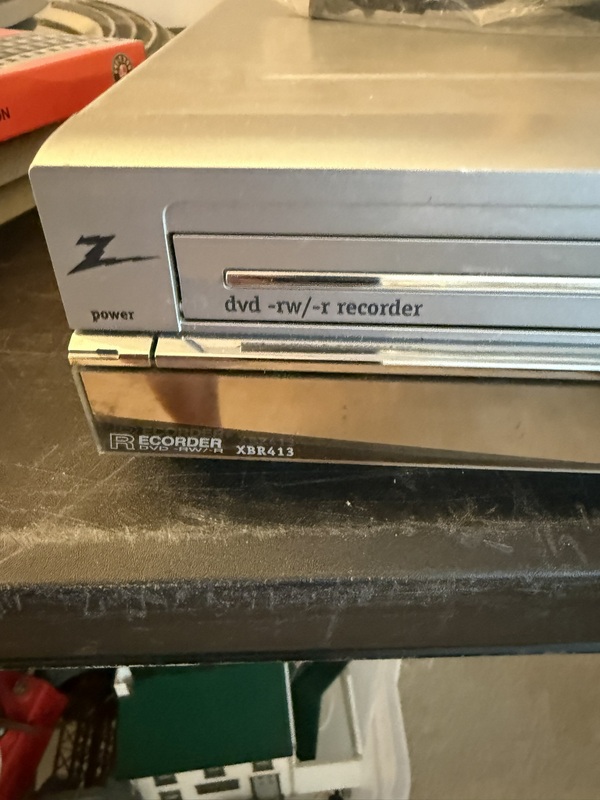 power
dvd -rw/-r recorder
RECORDER
DVD -RW/-R XBR413